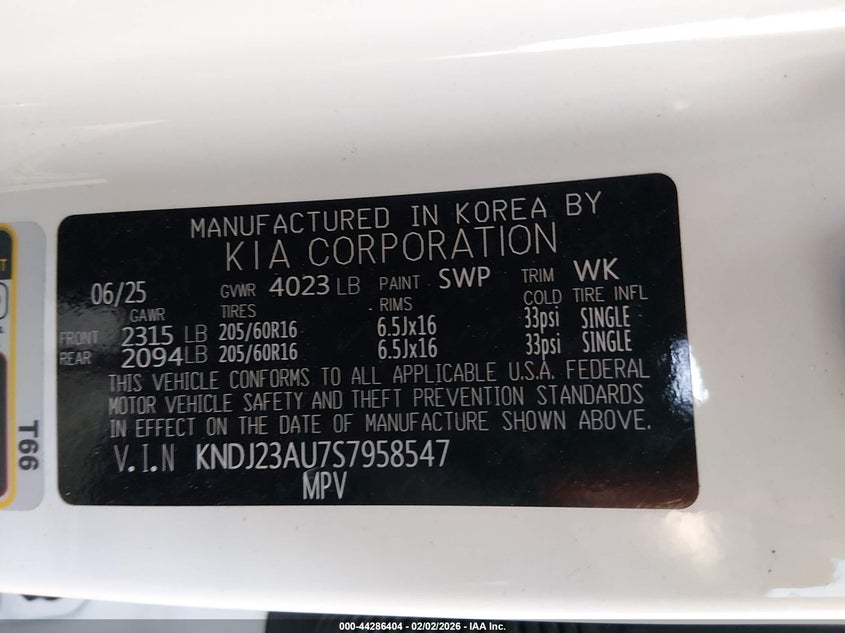 MANUFACTURED IN KOREA BY
KIA CORPORATION
06/25 GVWR 4023 LB PAINT SWP TRIM WK
GAWR TIRES RIMS COLD TIRE INFL
FRONT 2315 LB 205/60R16 6.5Jx16 33psi SINGLE
REAR 2094 LB 205/60R16 6.5Jx16 33psi SINGLE
THIS VEHICLE CONFORMS TO ALL APPLICABLE U.S.A. FEDERAL
MOTOR VEHICLE SAFETY AND THEFT PREVENTION STANDARDS
IN EFFECT ON THE DATE OF MANUFACTURE SHOWN ABOVE.
V.I.N KNDJ23AU7S7958547
MPV
T66
000-44286404 - 02/02/2026 - IAA Inc.